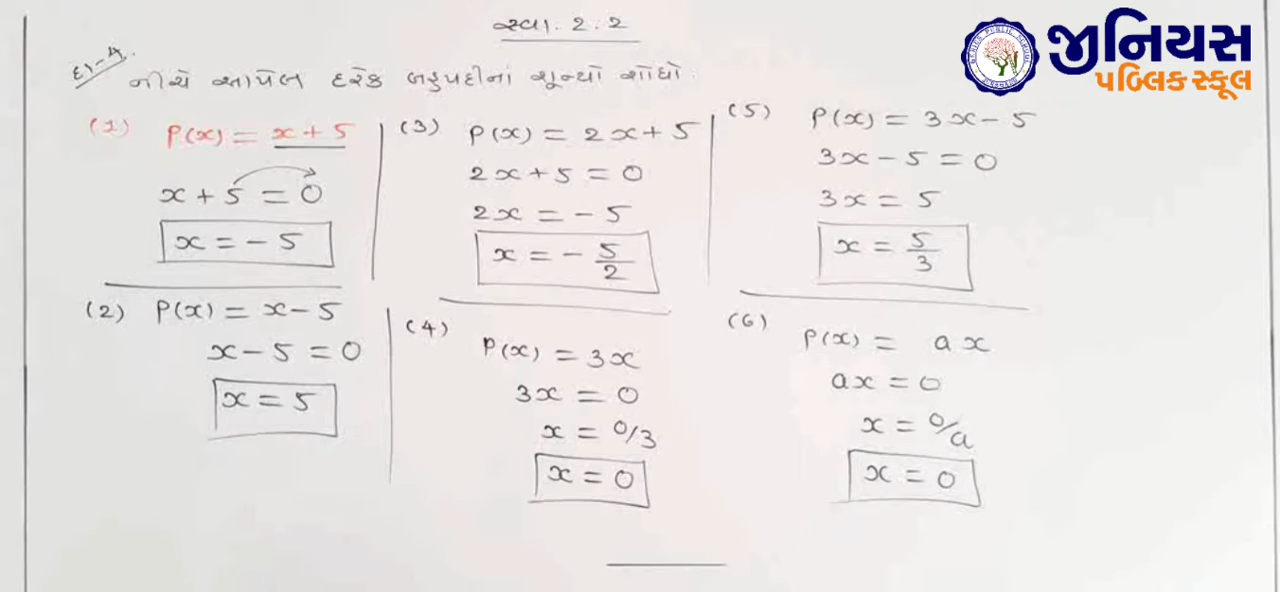 સ્વા. 2.2
દા-4. નીચે આપેલ દરેક બહુપદીનાં શૂન્યો શોધો.
(1) P(x) = x + 5
x + 5 = 0
x = - 5
(2) P(x) = x - 5
x - 5 = 0
x = 5
(3) P(x) = 2x + 5
2x + 5 = 0
2x = - 5
x = - 5/2
(4) P(x) = 3x
3x = 0
x = 0/3
x = 0
(5) P(x) = 3x - 5
3x - 5 = 0
3x = 5
x = 5/3
(6) P(x) = ax
ax = 0
x = 0/a
x = 0
જીનિયસ
પબ્લિક સ્કૂલ